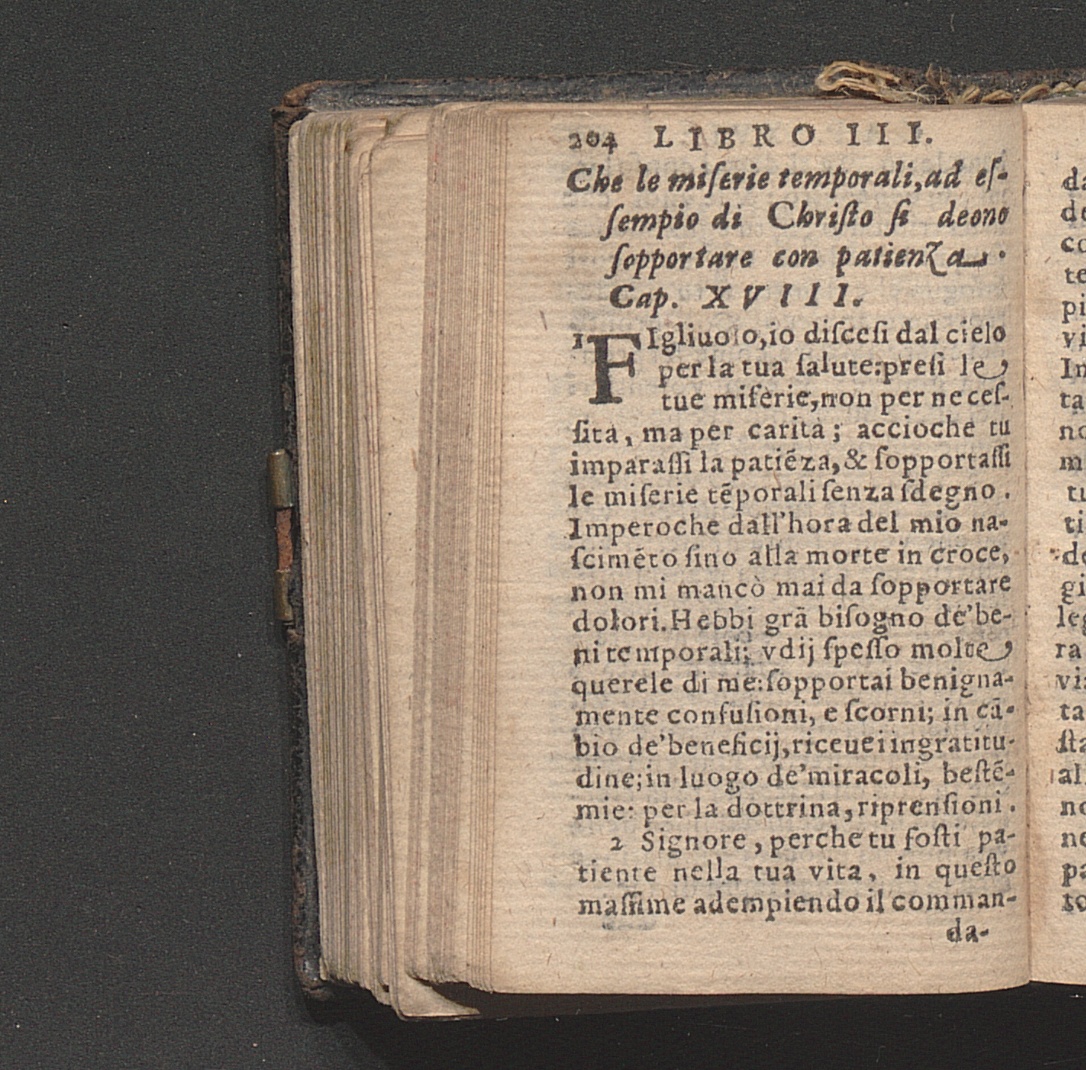 204 LIBRO III.
Che le miſerie temporali, ad eſ-
ſempio di Chriſto ſi deono
ſopportare con patienza.
Cap. XVIII.
1 FIgliuolo, io diſceſi dal cielo
per la tua ſalute: preſi le
tue miſerie, non per neceſ-
ſità, ma per carità; accioche tu
imparaſſi la patiẽza, & ſopportaſſi
le miſerie tẽporali ſenza ſdegno.
Imperoche dall'hora del mio na-
ſcimẽto ſino alla morte in croce,
non mi mancò mai da ſopportare
dolori. Hebbi grã biſogno de'be-
ni temporali; vdij ſpeſſo molte
querele di me: ſopportai benigna-
mente confuſioni, e ſcorni; in cã-
bio de'beneficij, riceuei ingratitu-
dine; in luogo de'miracoli, beſtẽ-
mie: per la dottrina, riprenſioni.
2 Signore, perche tu foſti pa-
tiente nella tua vita, in queſto
maſſime adempiendo il comman-
da-